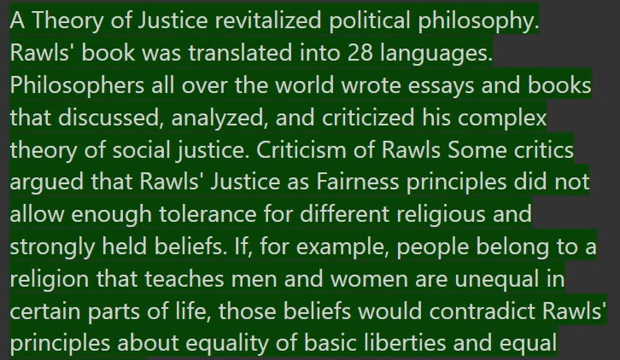 A Theory of Justice revitalized political philosophy.
Rawls' book was translated into 28 languages.
Philosophers all over the world wrote essays and books
that discussed, analyzed, and criticized his complex
theory of social justice. Criticism of Rawls Some critics
argued that Rawls' Justice as Fairness principles did not
allow enough tolerance for different religious and
strongly held beliefs. If, for example, people belong to a
religion that teaches men and women are unequal in
certain parts of life, those beliefs would contradict Rawls'
principles about equality of basic liberties and equal